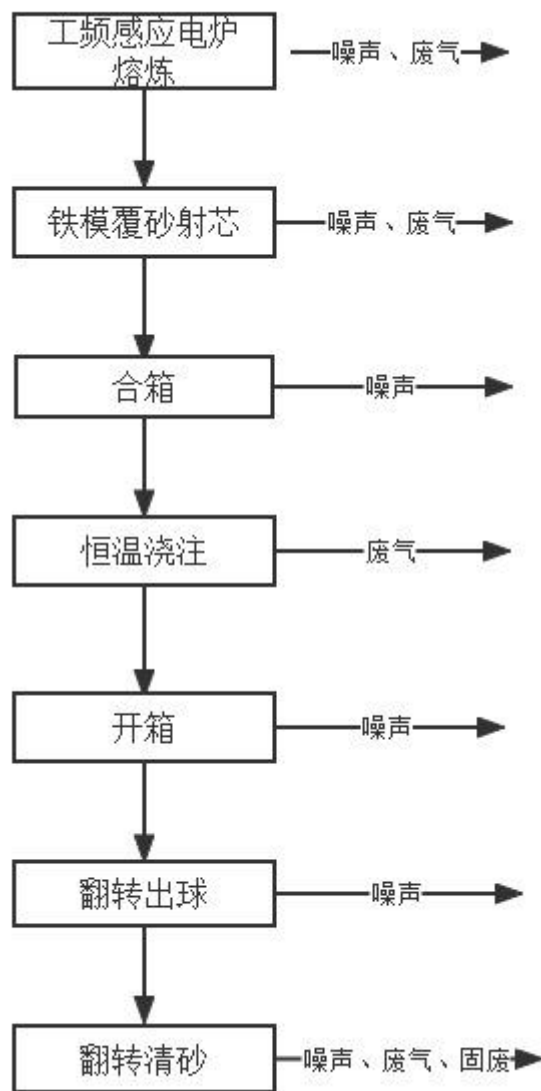 工频感应电炉
熔炼
噪声、废气
铁模覆砂射芯
噪声、废气
合箱
噪声
恒温浇注
废气
开箱
噪声
翻转出球
噪声
翻转清砂
噪声、废气、固废